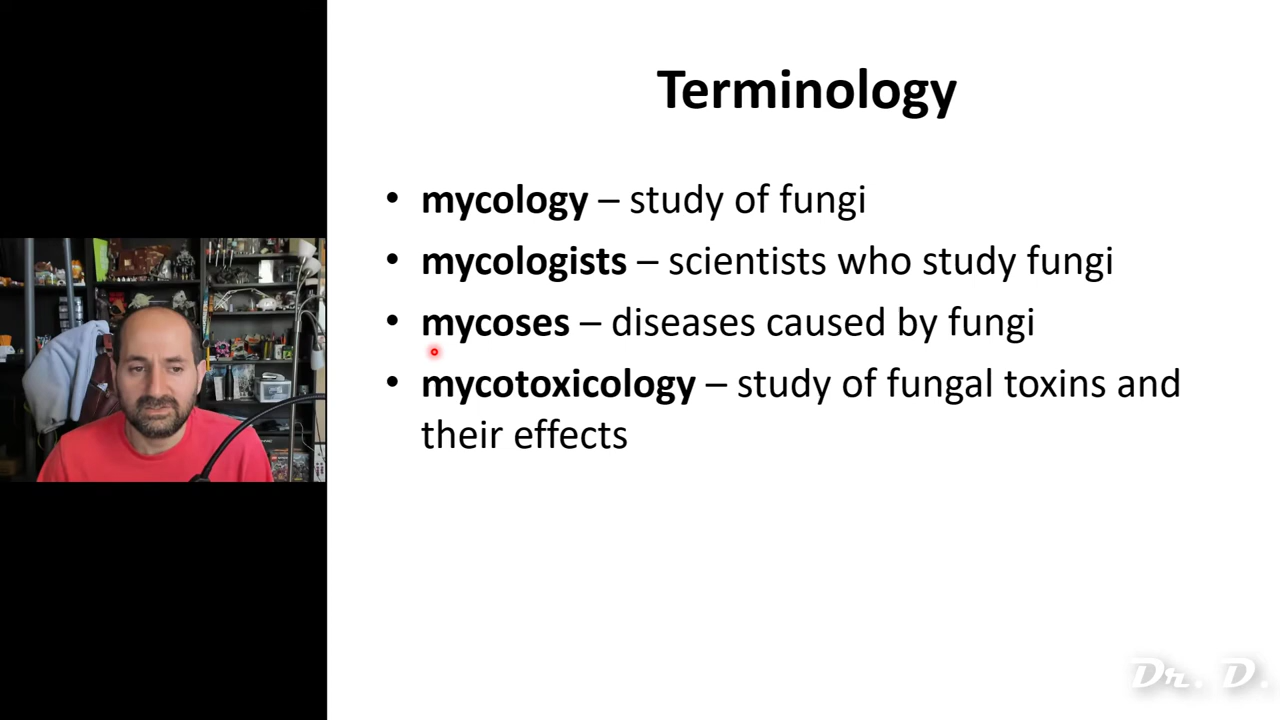 Terminology
• mycology – study of fungi
• mycologists – scientists who study fungi
• mycoses – diseases caused by fungi
• mycotoxicology – study of fungal toxins and
their effects
Dr. D.